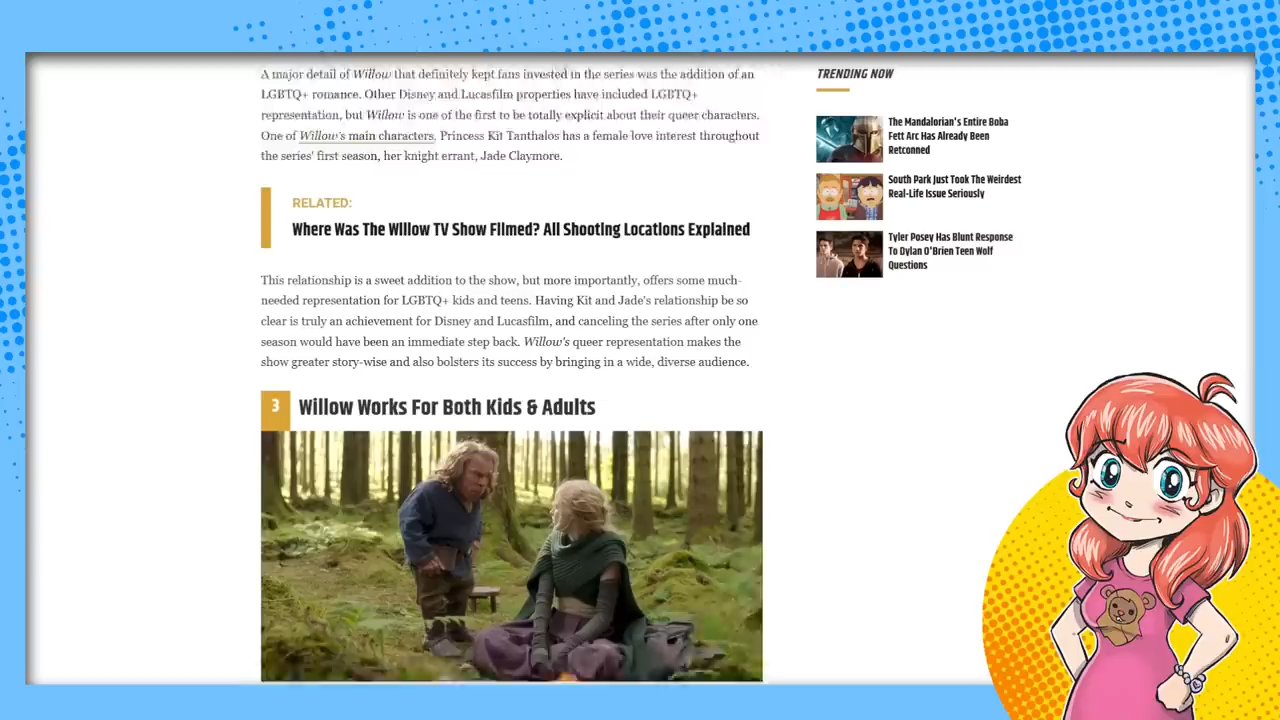 A major detail of Willow that definitely kept fans invested in the series was the addition of an
LGBTQ+ romance. Other Disney and Lucasfilm properties have included LGBTQ+
representation, but Willow is one of the first to be totally explicit about their queer characters.
One of Willow's main characters, Princess Kit Tanthalos has a female love interest throughout
the series' first season, her knight errant, Jade Claymore.
RELATED:
Where Was The Willow TV Show Filmed? All Shooting Locations Explained
This relationship is a sweet addition to the show, but more importantly, offers some much-
needed representation for LGBTQ+ kids and teens. Having Kit and Jade's relationship be so
clear is truly an achievement for Disney and Lucasfilm, and canceling the series after only one
season would have been an immediate step back. Willow's queer representation makes the
show greater story-wise and also bolsters its success by bringing in a wide, diverse audience.
3 Willow Works For Both Kids & Adults
TRENDING NOW
The Mandalorian's Entire Boba
Fett Arc Has Already Been
Retconned
South Park Just Took The Weirdest
Real-Life Issue Seriously
Tyler Posey Has Blunt Response
To Dylan O'Brien Teen Wolf
Questions